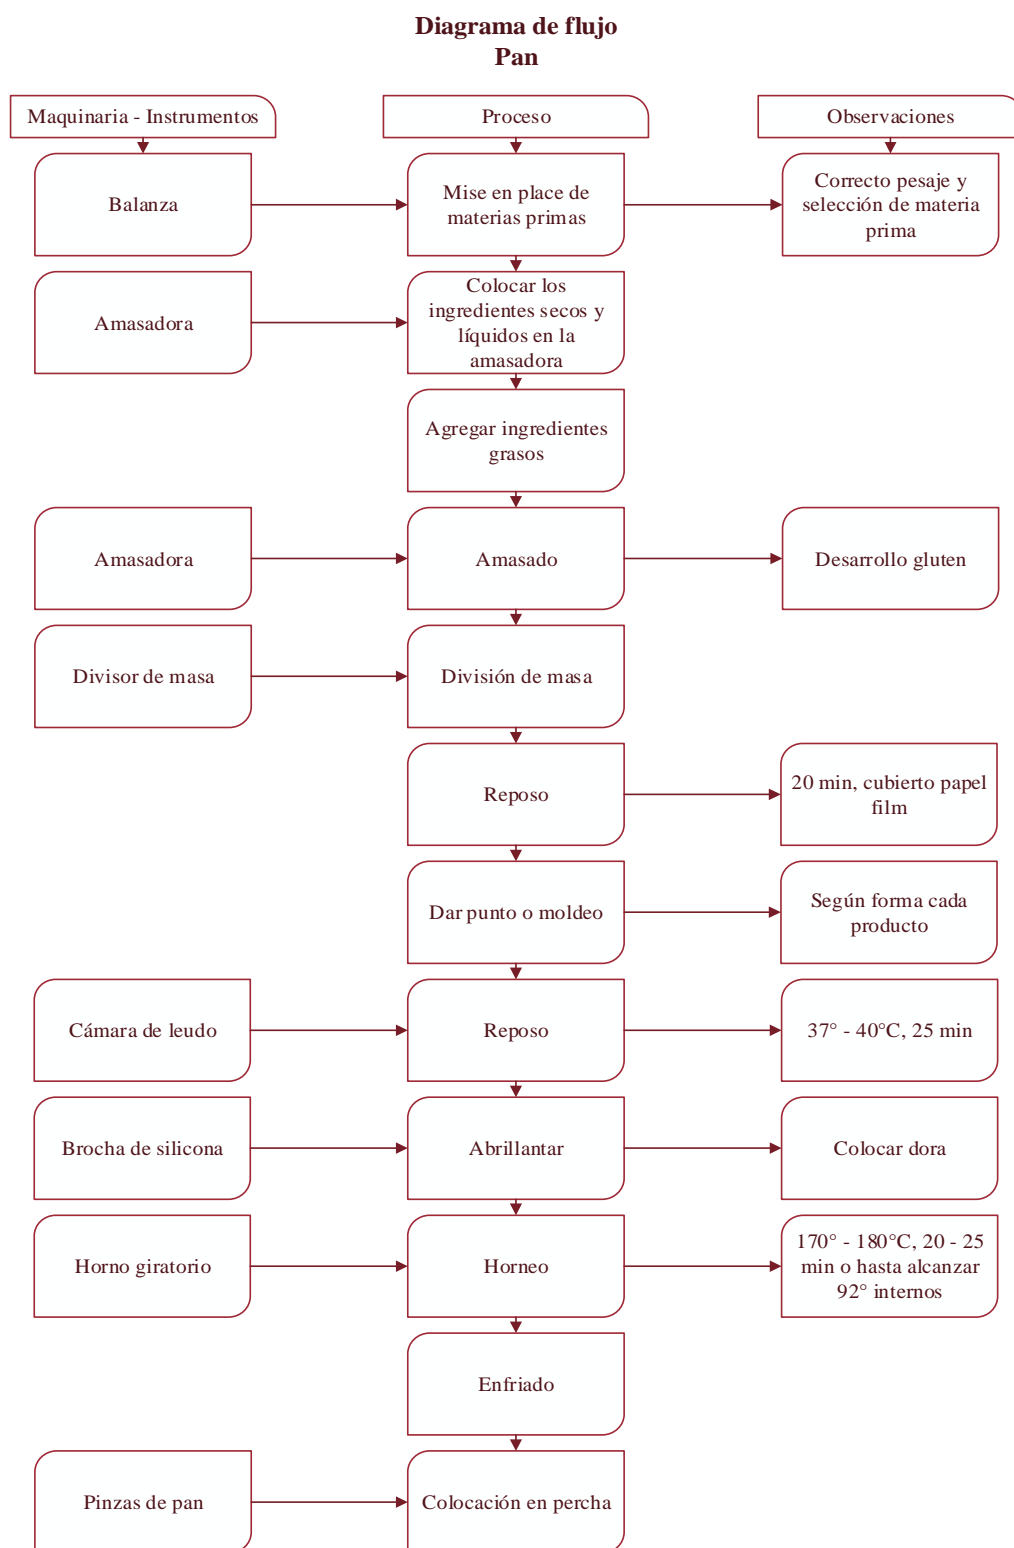 Diagrama de flujo
Pan
Maquinaria - Instrumentos
Proceso
Observaciones
Balanza
Mise en place de
materias primas
Correcto pesaje y
selección de materia
prima
Amasadora
Colocar los
ingredientes secos y
líquidos en la
amasadora
Agregar ingredientes
grasos
Amasadora
Amasado
Desarrollo gluten
Divisor de masa
División de masa
Reposo
20 min, cubierto papel
film
Dar punto o moldeo
Según forma cada
producto
Cámara de leudo
Reposo
37° - 40°C, 25 min
Brocha de silicona
Abrillantar
Colocar dora
Horno giratorio
Horneo
170° - 180°C, 20 - 25
min o hasta alcanzar
92° internos
Enfriado
Pinzas de pan
Colocación en percha